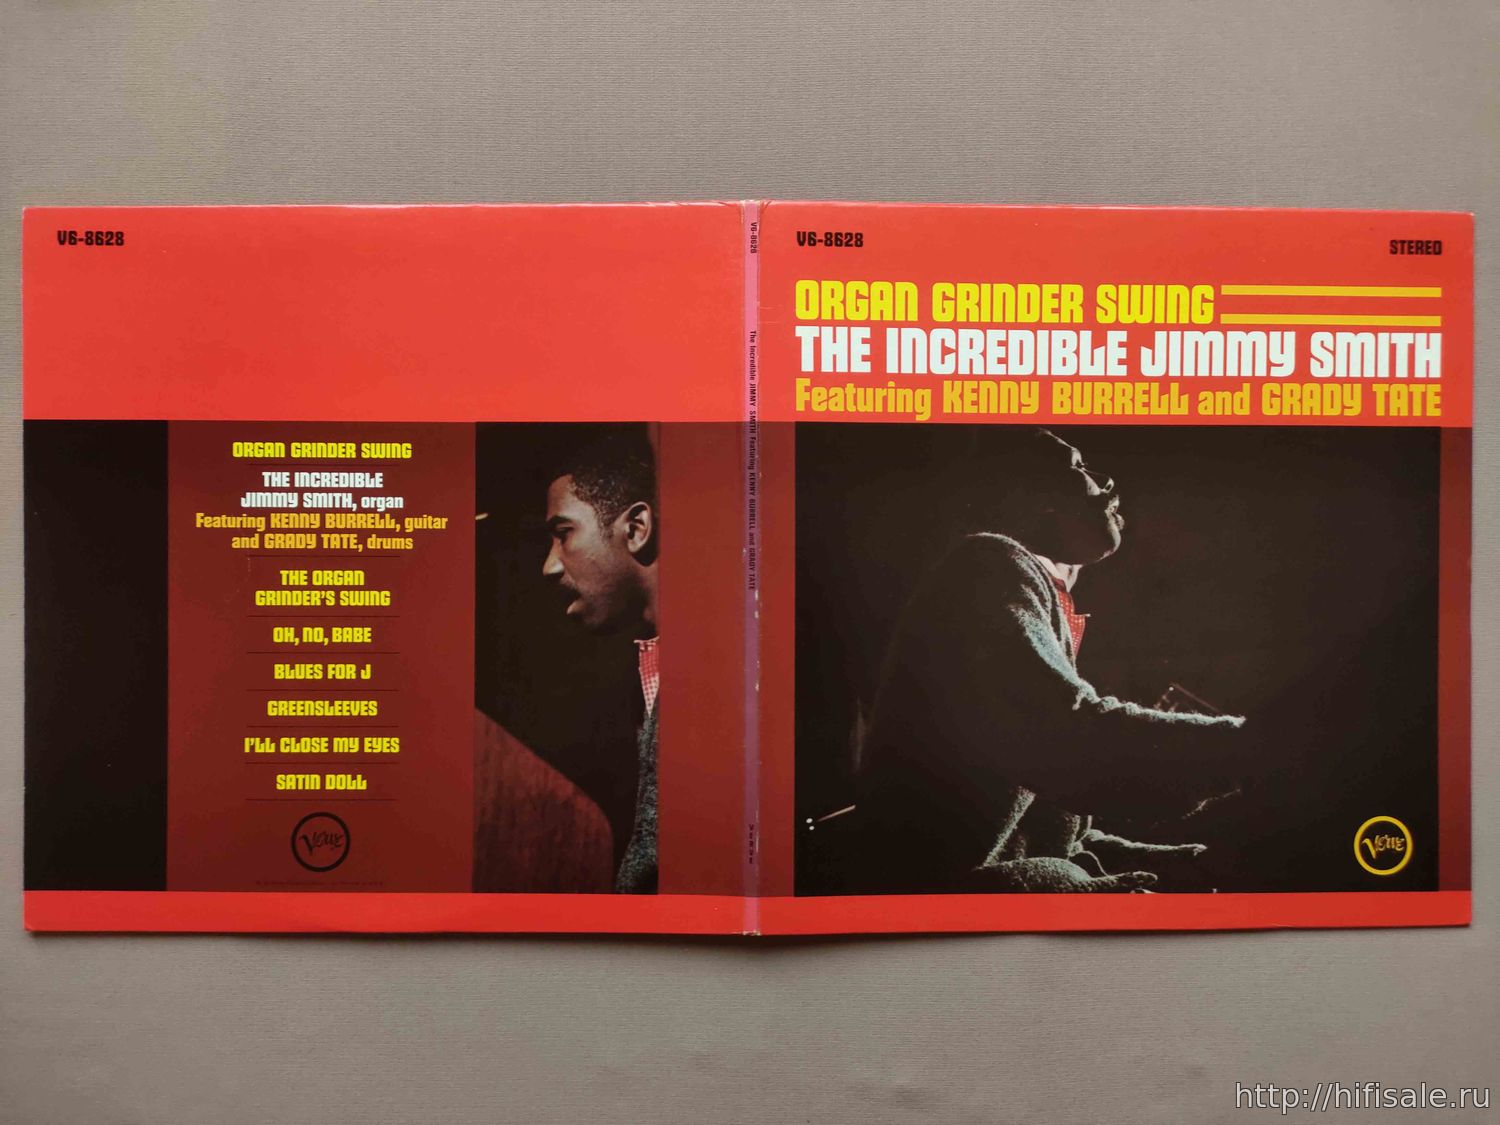 V6-8628
ORGAN GRINDER SWING
THE INCREDIBLE
JIMMY SMITH, organ
Featuring KENNY BURRELL, guitar
and GRADY TATE, drums
THE ORGAN
GRINDER'S SWING
OH, NO, BABE
BLUES FOR J
GREENSLEEVES
I'LL CLOSE MY EYES
SATIN DOLL
Verve
V6-8628 The Incredible JIMMY SMITH Featuring KENNY BURRELL and GRADY TATE VERVE
V6-8628
STEREO
ORGAN GRINDER SWING
THE INCREDIBLE JIMMY SMITH
Featuring KENNY BURRELL and GRADY TATE
Verve
http://hifisale.ru